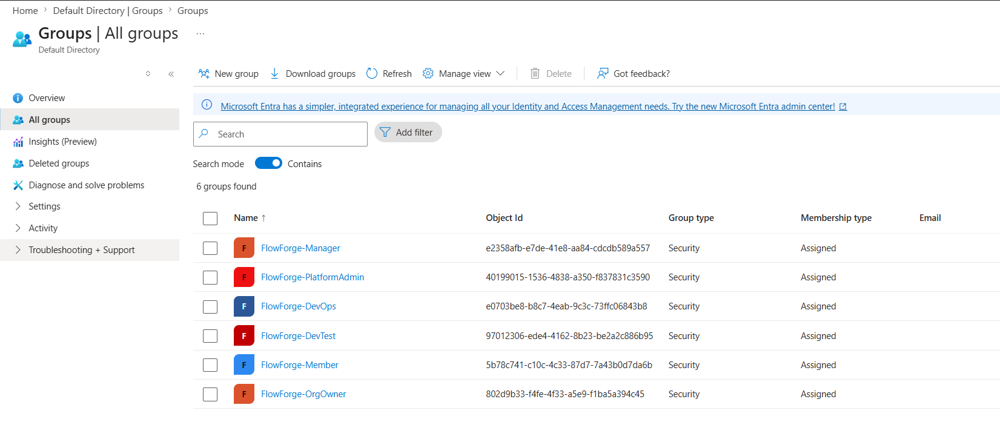 Home > Default Directory | Groups > Groups
Groups | All groups ...
Default Directory
New group Download groups Refresh Manage view Delete Got feedback?
Overview
All groups
Insights (Preview)
Deleted groups
Diagnose and solve problems
Settings
Activity
Troubleshooting + Support
Microsoft Entra has a simpler, integrated experience for managing all your Identity and Access Management needs. Try the new Microsoft Entra admin center!
Search Add filter
Search mode Contains
6 groups found
Name ↑ Object Id Group type Membership type Email
F FlowForge-Manager e2358afb-e7de-41e8-aa84-cdcdb589a557 Security Assigned
F FlowForge-PlatformAdmin 40199015-1536-4838-a350-f837831c3590 Security Assigned
F FlowForge-DevOps e0703be8-b8c7-4eab-9c3c-73ffc06843b8 Security Assigned
F FlowForge-DevTest 97012306-ede4-4162-8b23-be2a2c886b95 Security Assigned
F FlowForge-Member 5b78c741-c10c-4c33-87d7-7a43b0d7da6b Security Assigned
F FlowForge-OrgOwner 802d9b33-f4fe-4f33-a5e9-f1ba5a394c45 Security Assigned